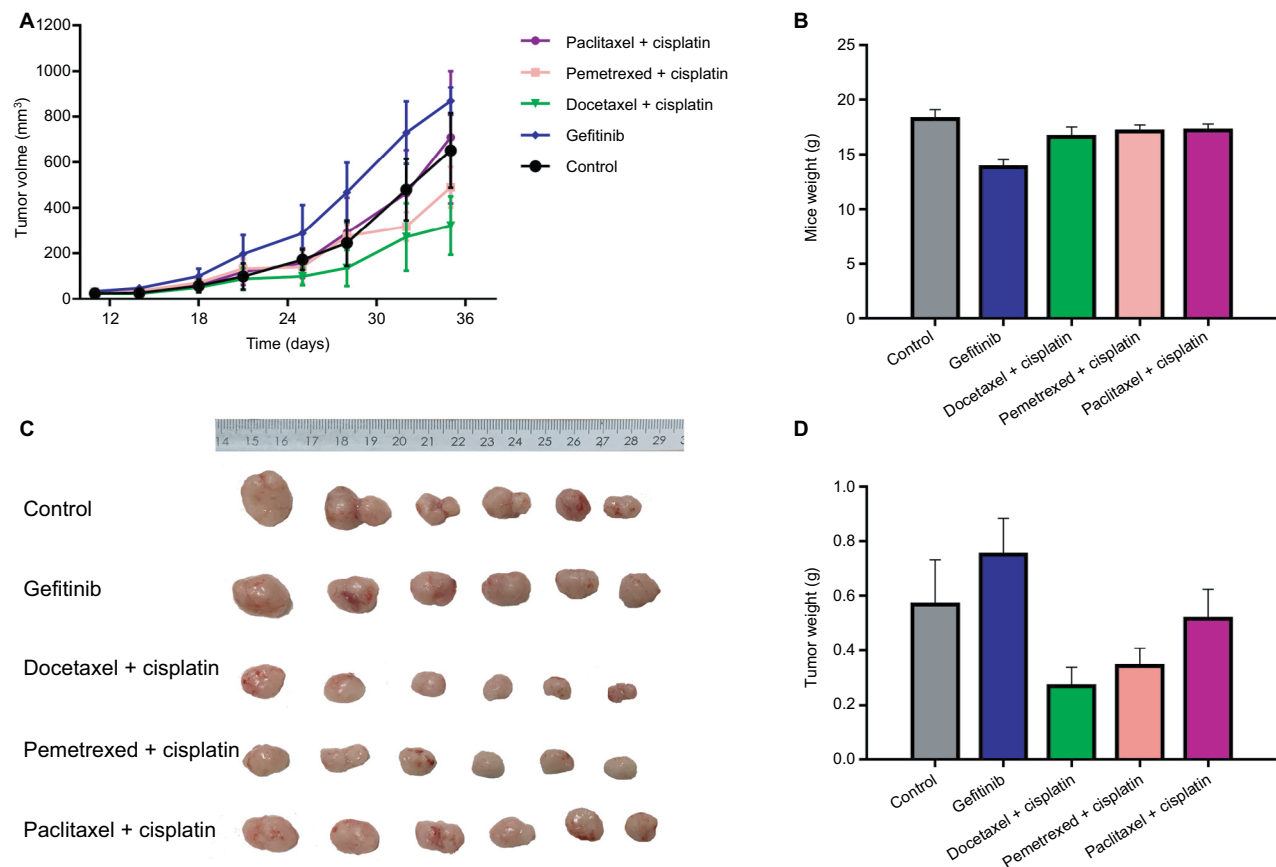 A
1200
1000
800
600
400
200
0
Tumor volme (mm³)
12 18 24 30 36
Time (days)
Paclitaxel + cisplatin
Pemetrexed + cisplatin
Docetaxel + cisplatin
Gefitinib
Control
B
25
20
15
10
5
0
Mice weight (g)
Control
Gefitinib
Docetaxel + cisplatin
Pemetrexed + cisplatin
Paclitaxel + cisplatin
C
14 15 16 17 18 19 20 21 22 23 24 25 26 27 28 29 3
Control
Gefitinib
Docetaxel + cisplatin
Pemetrexed + cisplatin
Paclitaxel + cisplatin
D
1.0
0.8
0.6
0.4
0.2
0.0
Tumor weight (g)
Control
Gefitinib
Docetaxel + cisplatin
Pemetrexed + cisplatin
Paclitaxel + cisplatin